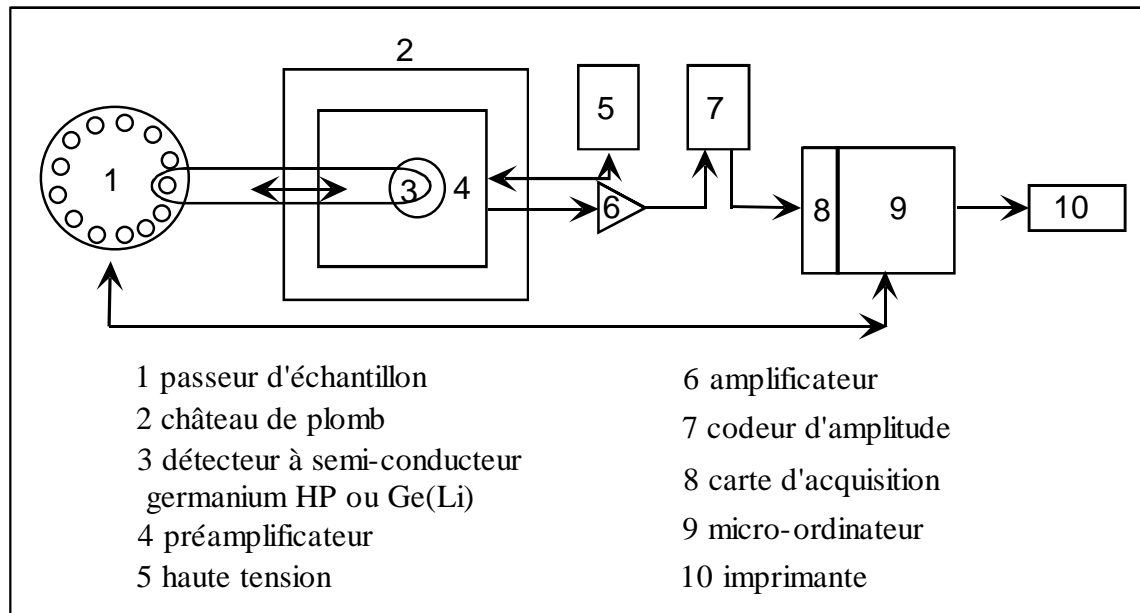 2
5
7
1
3
4
6
8
9
10
1 passeur d'échantillon
2 château de plomb
3 détecteur à semi-conducteur
germanium HP ou Ge(Li)
4 préamplificateur
5 haute tension
6 amplificateur
7 codeur d'amplitude
8 carte d'acquisition
9 micro-ordinateur
10 imprimante